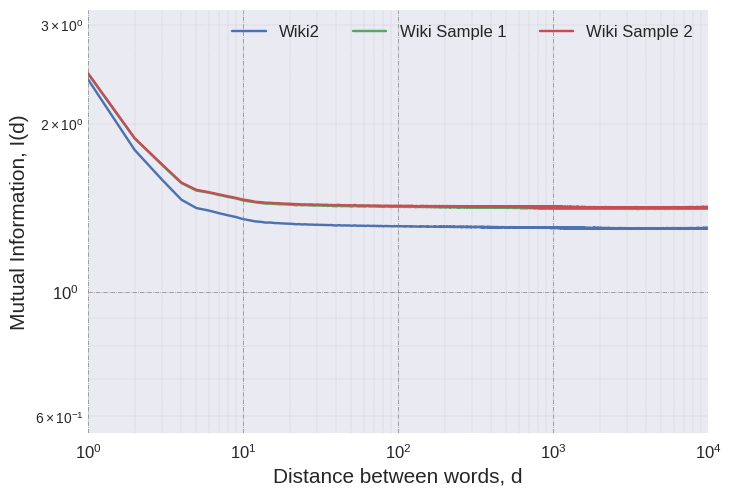 3 × 10⁰
Wiki2 Wiki Sample 1 Wiki Sample 2
2 × 10⁰
10⁰
6 × 10⁻¹
Mutual Information, I(d)
10⁰ 10¹ 10² 10³ 10⁴
Distance between words, d